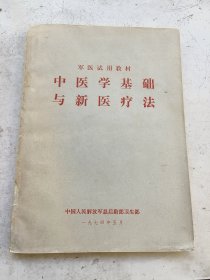 军医试用教材
中医学基础
与新医疗法
中国人民解放军总后勤部卫生部
一九七四年五月